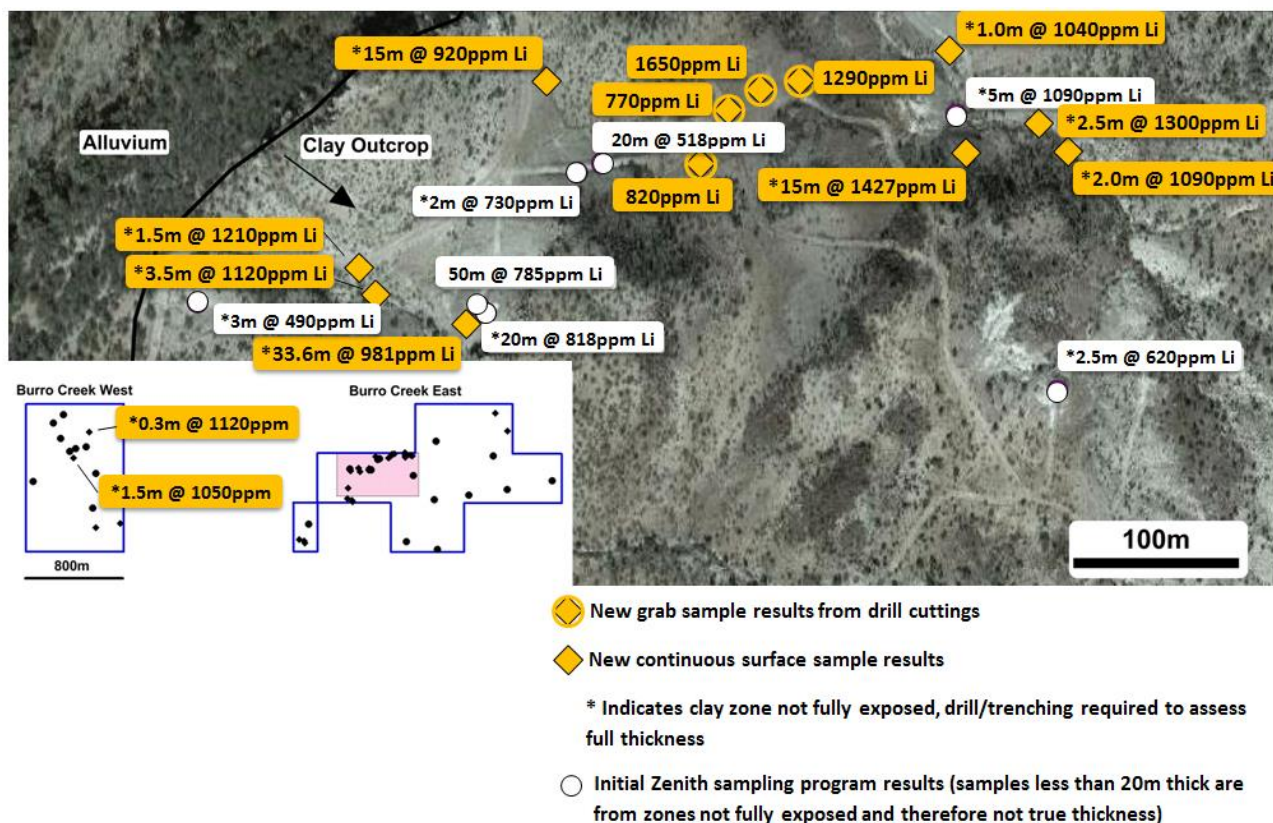 *1.0m @ 1040ppm Li
*15m @ 920ppm Li
1650ppm Li
1290ppm Li
770ppm Li
*5m @ 1090ppm Li
*2.5m @ 1300ppm Li
Alluvium
Clay Outcrop
20m @ 518ppm Li
*15m @ 1427ppm Li
*2.0m @ 1090ppm Li
820ppm Li
*2m @ 730ppm Li
*1.5m @ 1210ppm Li
*3.5m @ 1120ppm Li
50m @ 785ppm Li
*3m @ 490ppm Li
*20m @ 818ppm Li
*33.6m @ 981ppm Li
*2.5m @ 620ppm Li
Burro Creek West
Burro Creek East
*0.3m @ 1120ppm
*1.5m @ 1050ppm
800m
100m
New grab sample results from drill cuttings
New continuous surface sample results
* Indicates clay zone not fully exposed, drill/trenching required to assess
full thickness
Initial Zenith sampling program results (samples less than 20m thick are
from zones not fully exposed and therefore not true thickness)